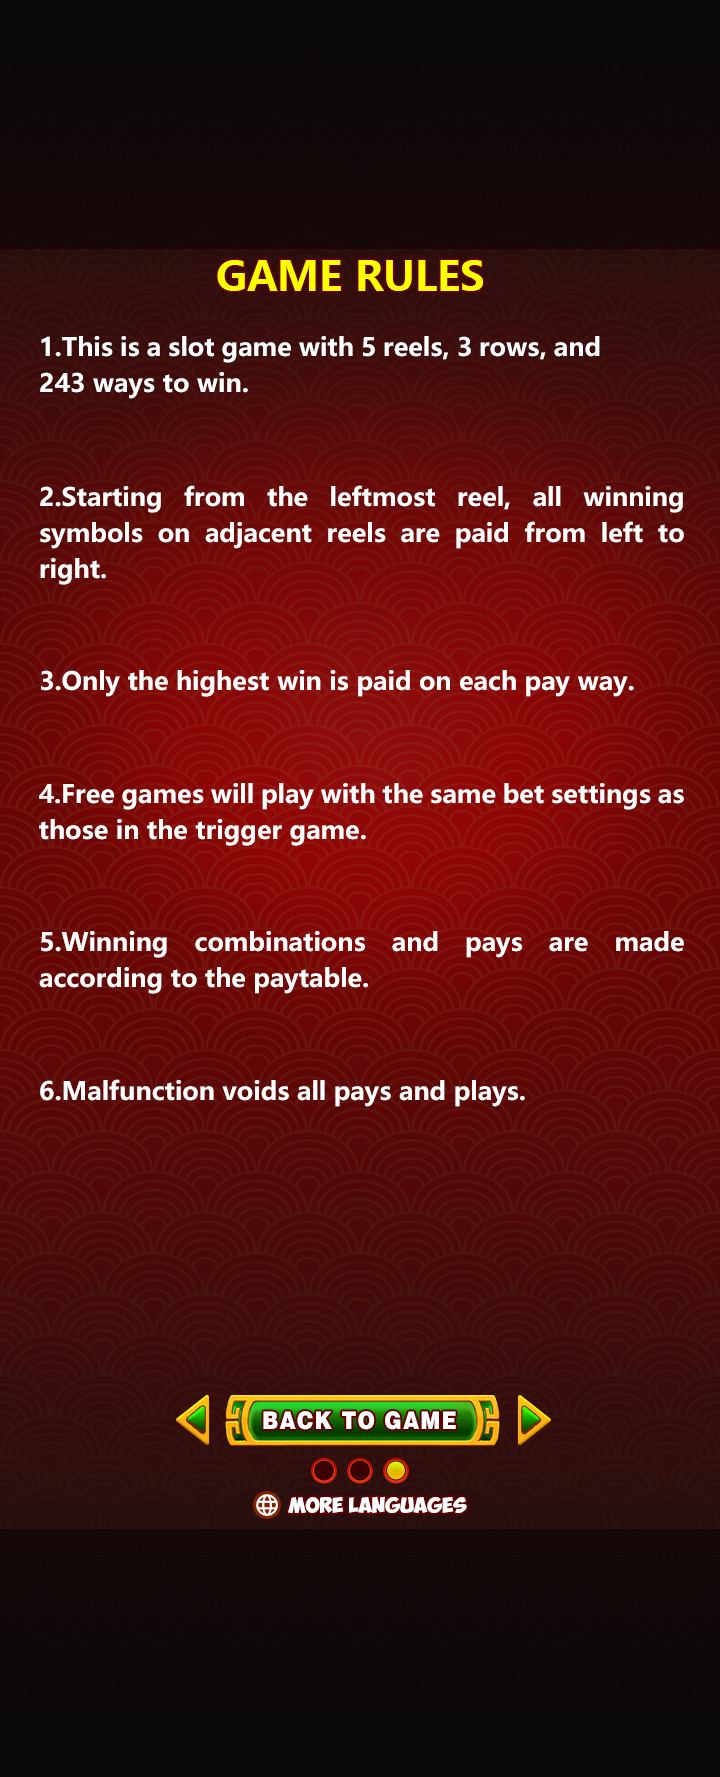 GAME RULES
1.This is a slot game with 5 reels, 3 rows, and
243 ways to win.
2.Starting from the leftmost reel, all winning
symbols on adjacent reels are paid from left to
right.
3.Only the highest win is paid on each pay way.
4.Free games will play with the same bet settings as
those in the trigger game.
5.Winning combinations and pays are made
according to the paytable.
6.Malfunction voids all pays and plays.
BACK TO GAME
MORE LANGUAGES